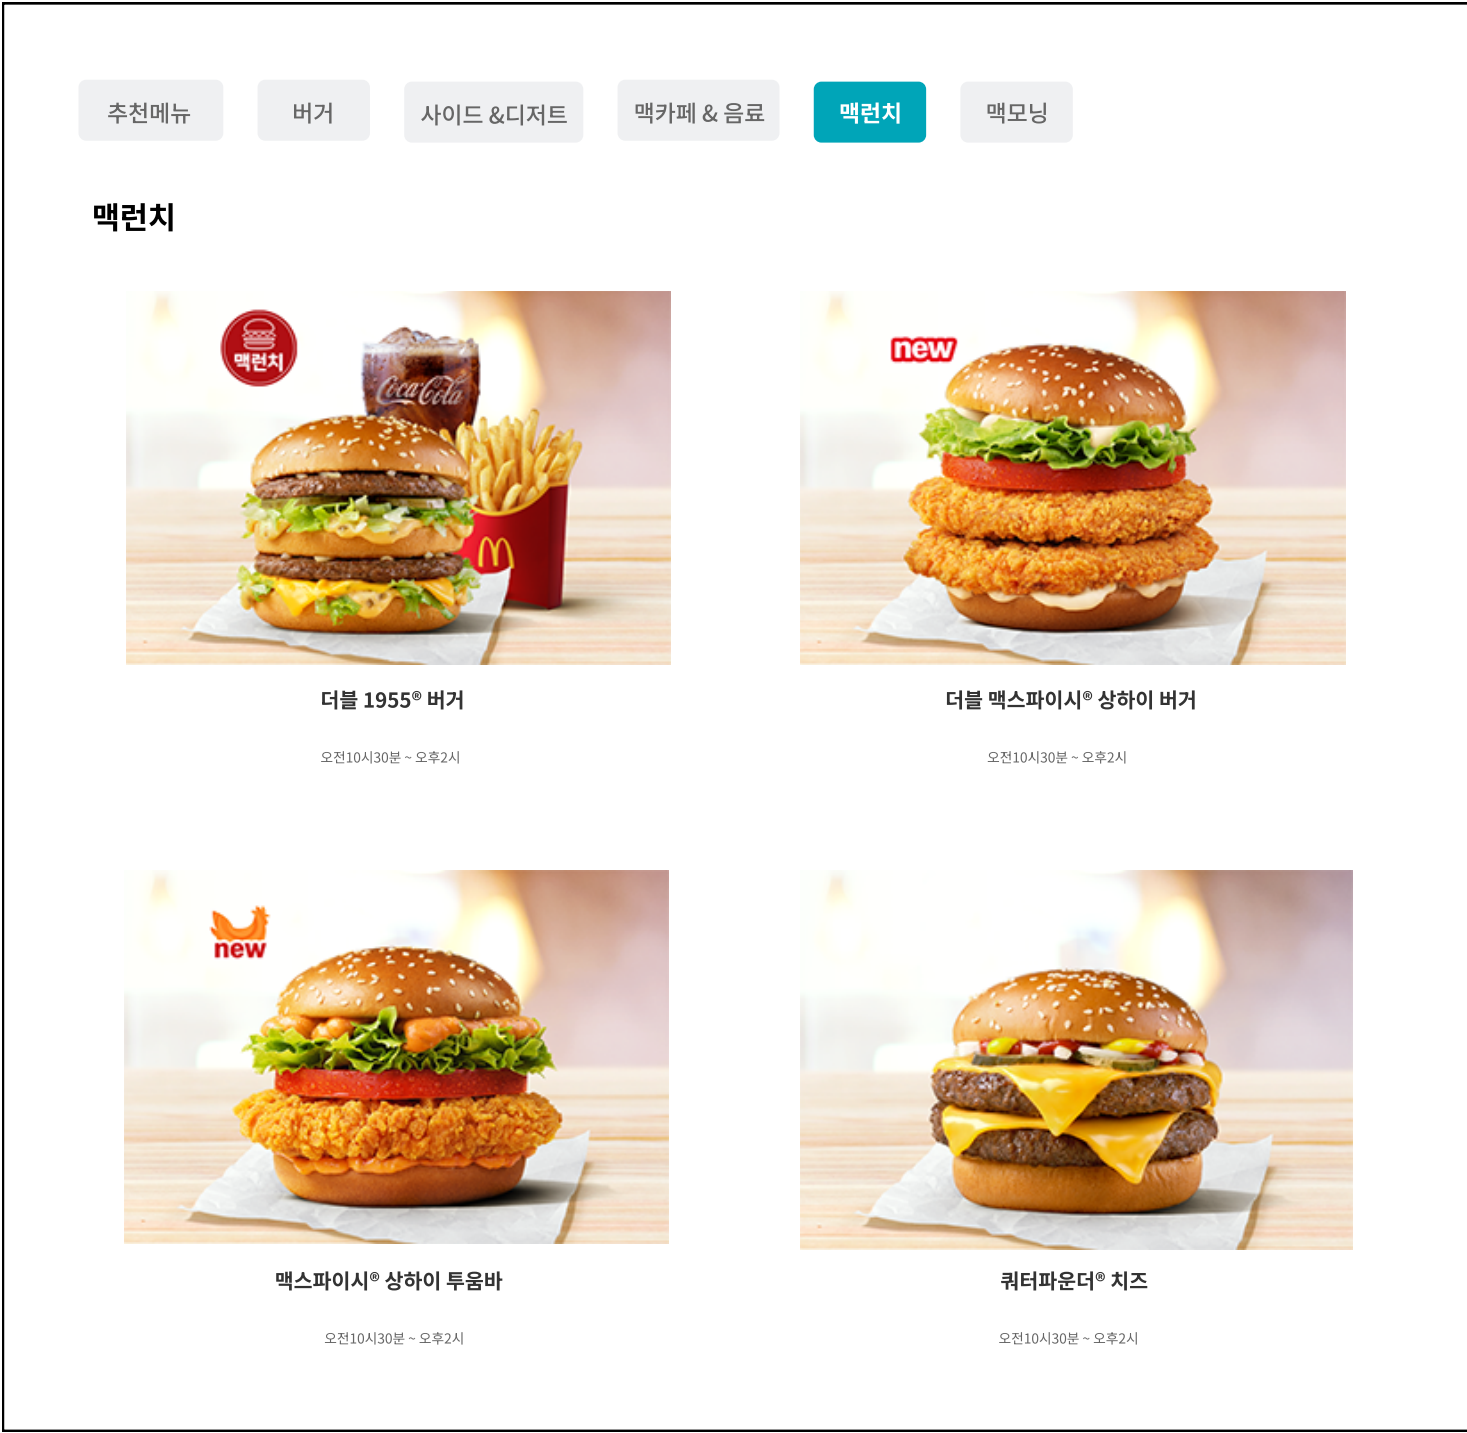 추천메뉴
버거
사이드 &디저트
맥카페 & 음료
맥런치
맥모닝
맥런치
맥런치
Coca-Cola
new
더블 1955® 버거
더블 맥스파이시® 상하이 버거
오전10시30분 ~ 오후2시
오전10시30분 ~ 오후2시
new
맥스파이시® 상하이 투움바
쿼터파운더® 치즈
오전10시30분 ~ 오후2시
오전10시30분 ~ 오후2시